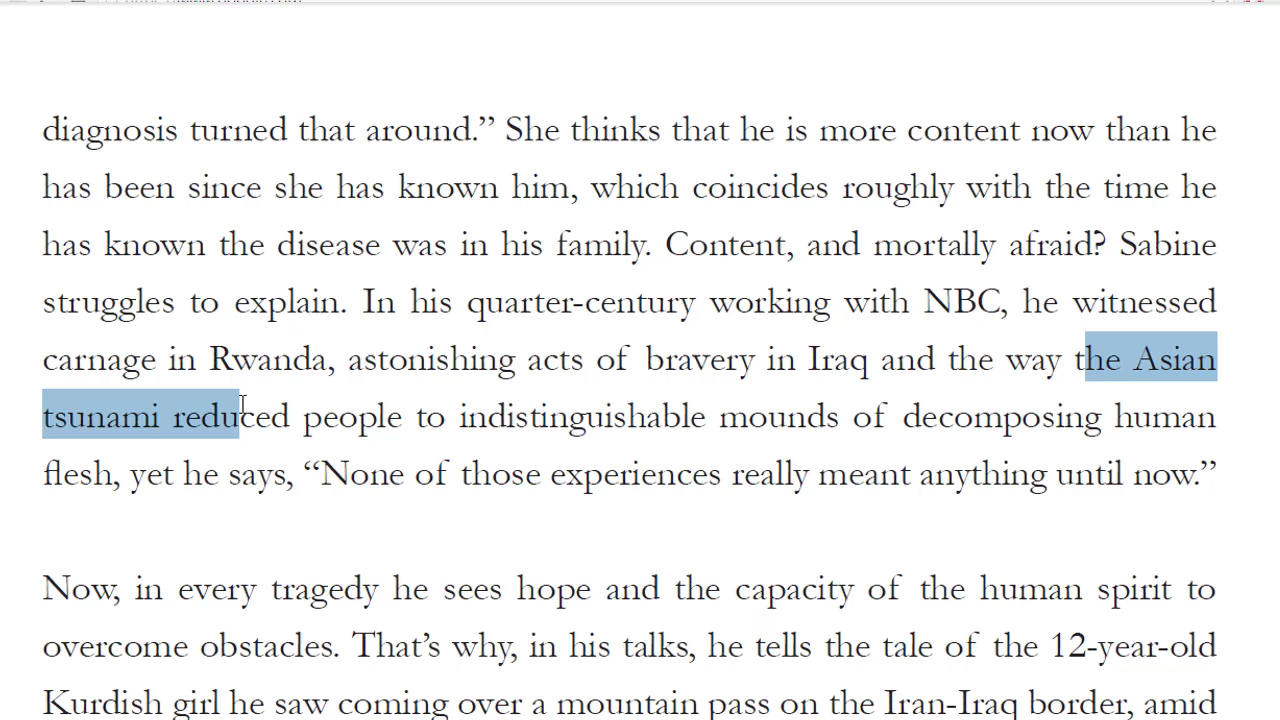 diagnosis turned that around.” She thinks that he is more content now than he
has been since she has known him, which coincides roughly with the time he
has known the disease was in his family. Content, and mortally afraid? Sabine
struggles to explain. In his quarter-century working with NBC, he witnessed
carnage in Rwanda, astonishing acts of bravery in Iraq and the way the Asian
tsunami reduced people to indistinguishable mounds of decomposing human
flesh, yet he says, “None of those experiences really meant anything until now.”
Now, in every tragedy he sees hope and the capacity of the human spirit to
overcome obstacles. That’s why, in his talks, he tells the tale of the 12-year-old
Kurdish girl he saw coming over a mountain pass on the Iran-Iraq border, amid